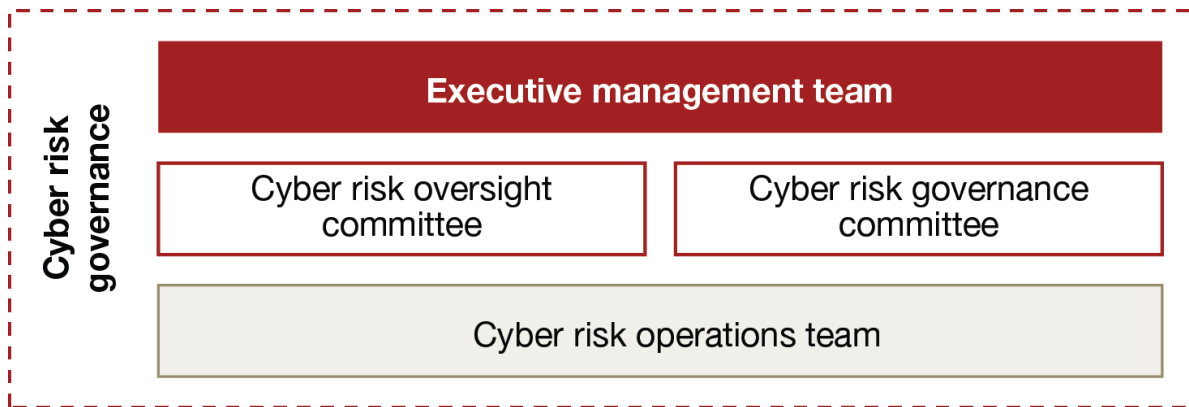 Cyber risk
governance
Executive management team
Cyber risk oversight
committee
Cyber risk governance
committee
Cyber risk operations team